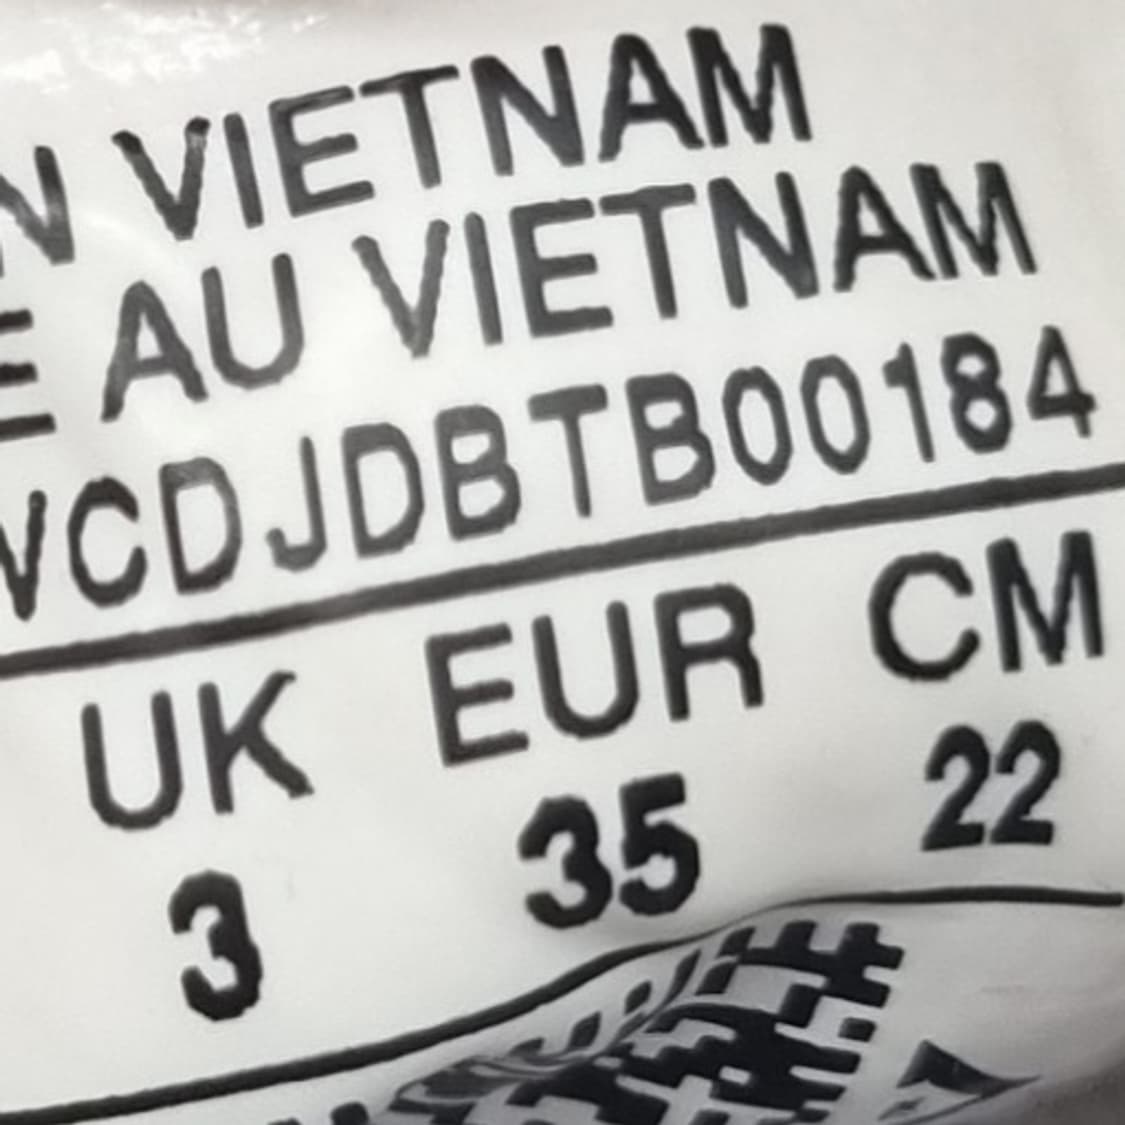 N VIETNAM
E AU VIETNAM
VCDJDBTB00184
UK EUR CM
3 35 22